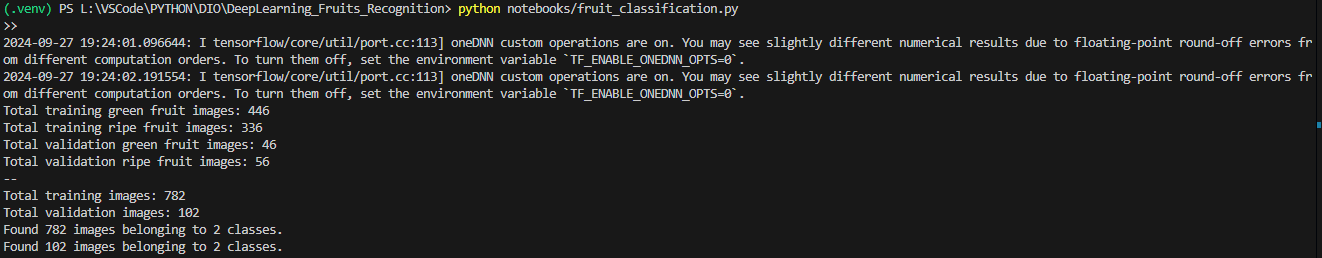 (.venv) PS L:\VSCode\PYTHON\DIO\DeepLearning_Fruits_Recognition> python notebooks/fruit_classification.py
>>
2024-09-27 19:24:01.096644: I tensorflow/core/util/port.cc:113] oneDNN custom operations are on. You may see slightly different numerical results due to floating-point round-off errors fr
om different computation orders. To turn them off, set the environment variable `TF_ENABLE_ONEDNN_OPTS=0`.
2024-09-27 19:24:02.191554: I tensorflow/core/util/port.cc:113] oneDNN custom operations are on. You may see slightly different numerical results due to floating-point round-off errors fr
om different computation orders. To turn them off, set the environment variable `TF_ENABLE_ONEDNN_OPTS=0`.
Total training green fruit images: 446
Total training ripe fruit images: 336
Total validation green fruit images: 46
Total validation ripe fruit images: 56
--
Total training images: 782
Total validation images: 102
Found 782 images belonging to 2 classes.
Found 102 images belonging to 2 classes.